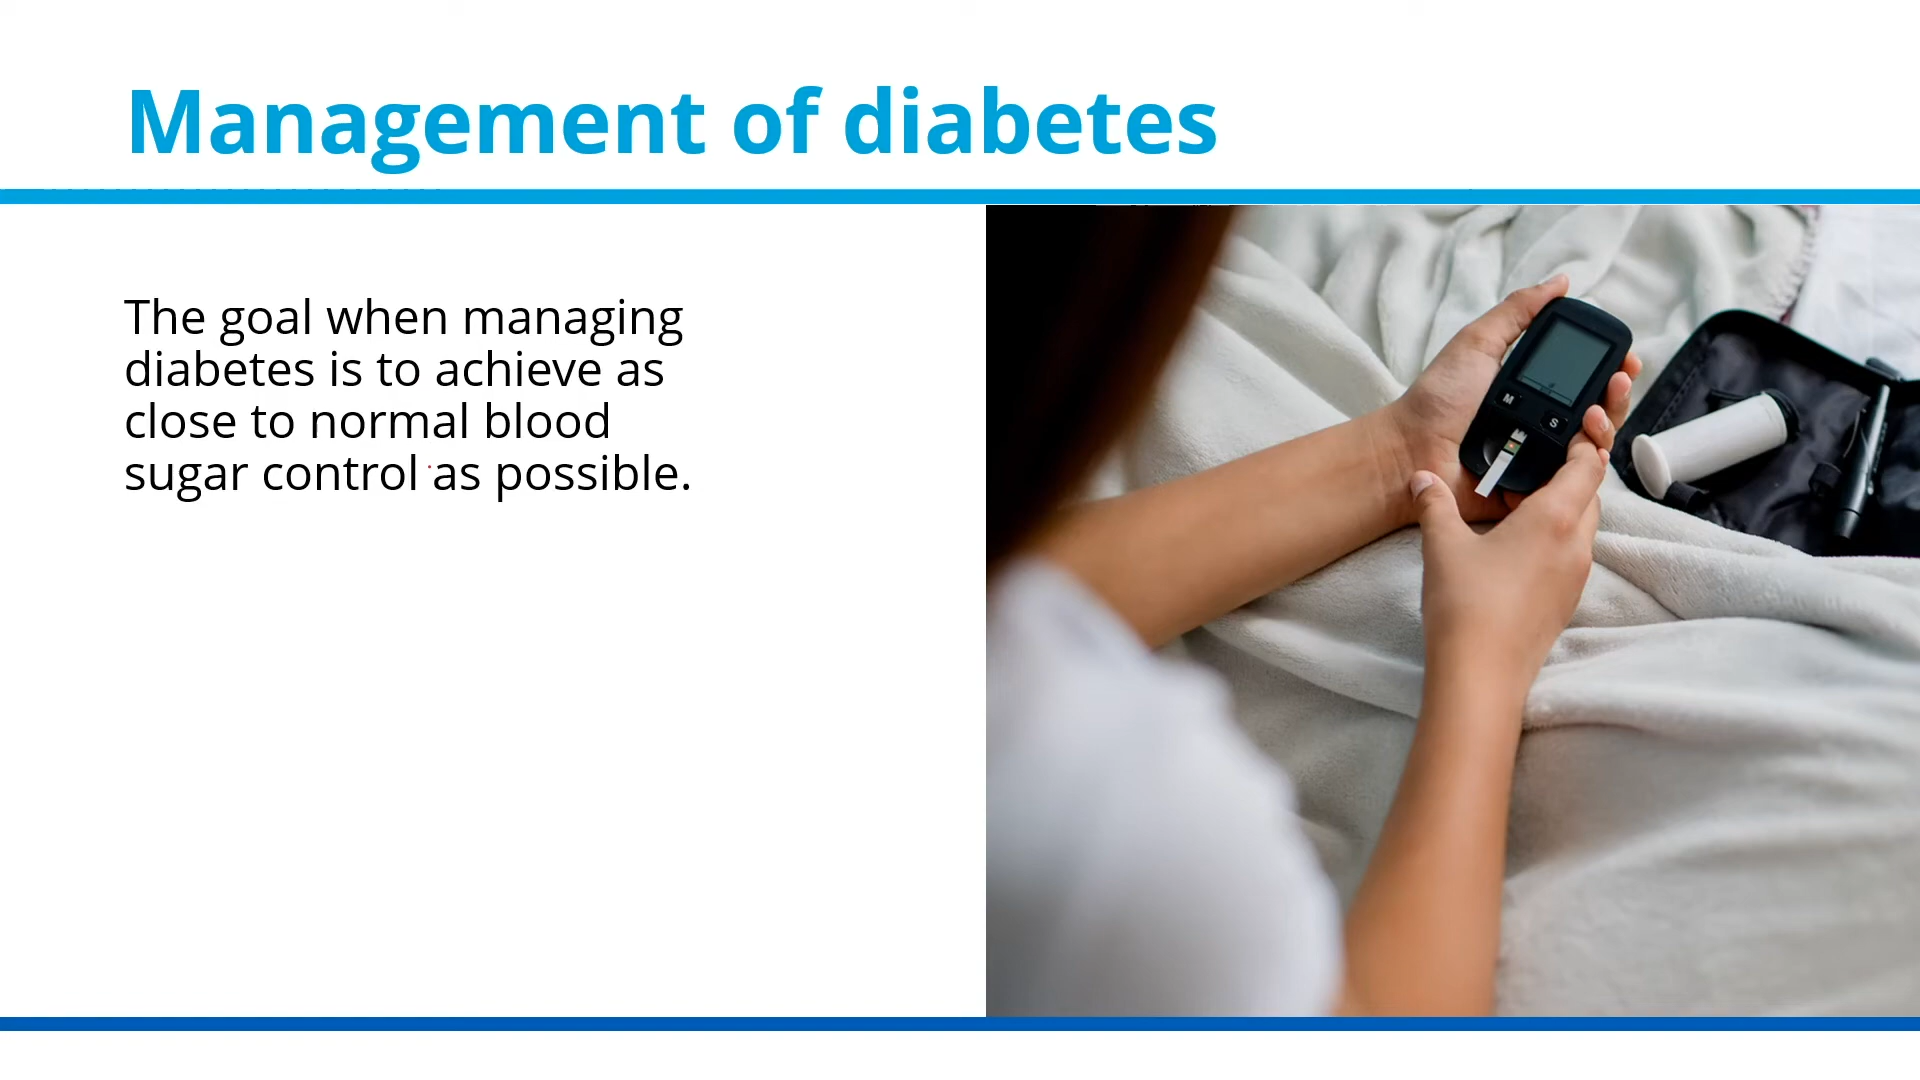 Management of diabetes
The goal when managing
diabetes is to achieve as
close to normal blood
sugar control as possible.
M
S